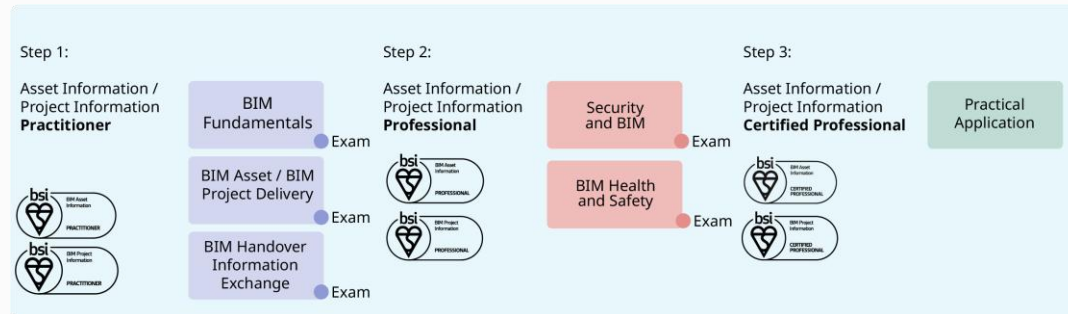 Step 1:
Asset Information /
Project Information
Practitioner
bsi
BIM Asset
Information
PRACTITIONER
bsi
BIM Project
Information
PRACTITIONER
BIM
Fundamentals
Exam
BIM Asset / BIM
Project Delivery
Exam
BIM Handover
Information
Exchange
Exam
Step 2:
Asset Information /
Project Information
Professional
bsi
BIM Asset
Information
PROFESSIONAL
bsi
BIM Project
Information
PROFESSIONAL
Security
and BIM
Exam
BIM Health
and Safety
Exam
Step 3:
Asset Information /
Project Information
Certified Professional
bsi
BIM Asset
Information
CERTIFIED
PROFESSIONAL
bsi
BIM Project
Information
CERTIFIED
PROFESSIONAL
Practical
Application